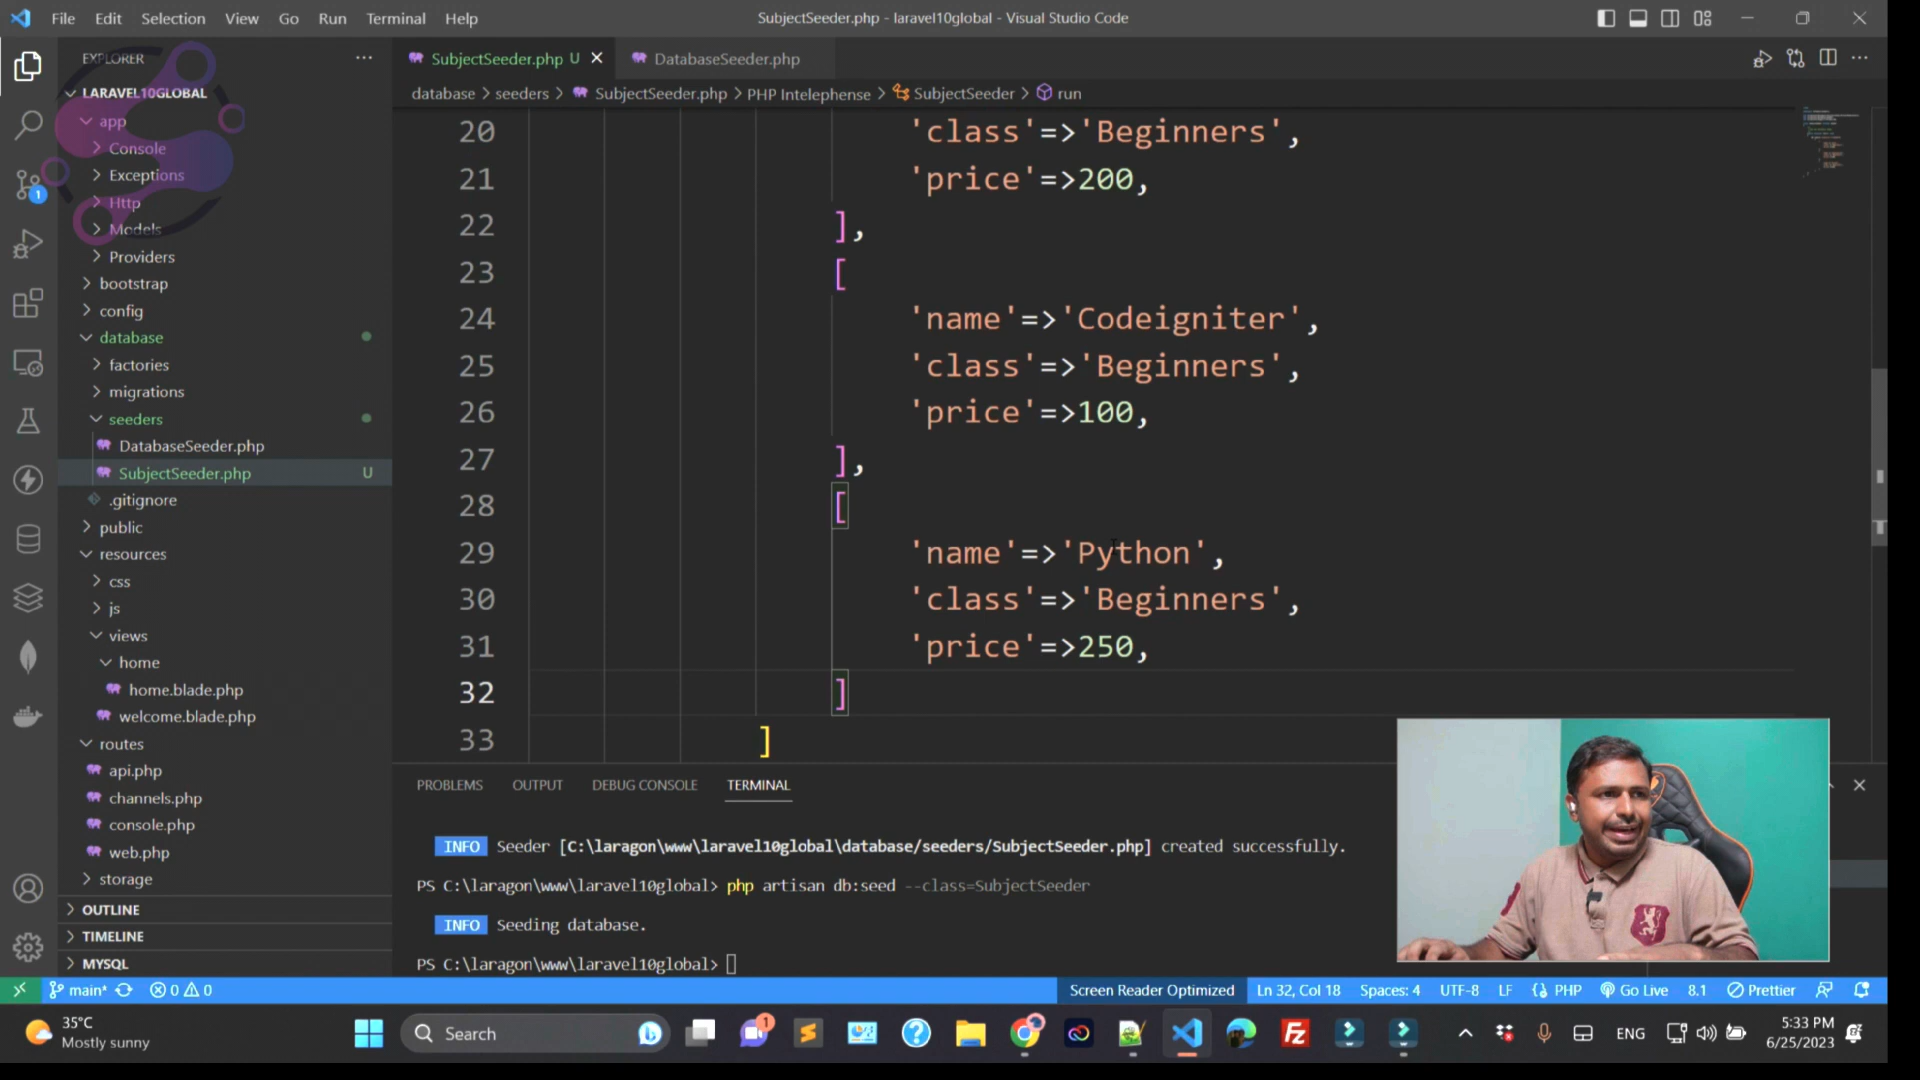 File Edit Selection View Go Run Terminal Help
SubjectSeeder.php - laravel10global - Visual Studio Code
EXPLORER
SubjectSeeder.php U
DatabaseSeeder.php
LARAVEL10GLOBAL
database > seeders > SubjectSeeder.php > PHP Intelephense > SubjectSeeder > run
app
Console
Exceptions
Http
Models
Providers
bootstrap
config
database
factories
migrations
seeders
DatabaseSeeder.php
SubjectSeeder.php U
.gitignore
public
resources
css
js
views
home
home.blade.php
welcome.blade.php
routes
api.php
channels.php
console.php
web.php
storage
OUTLINE
TIMELINE
MYSQL
20 'class'=>'Beginners',
21 'price'=>200,
22 ],
23 [
24 'name'=>'Codeigniter',
25 'class'=>'Beginners',
26 'price'=>100,
27 ],
28 [
29 'name'=>'Python',
30 'class'=>'Beginners',
31 'price'=>250,
32 ]
33 ]
PROBLEMS OUTPUT DEBUG CONSOLE TERMINAL
INFO Seeder [C:\laragon\www\laravel10global\database/seeders/SubjectSeeder.php] created successfully.
PS C:\laragon\www\laravel10global> php artisan db:seed --class=SubjectSeeder
INFO Seeding database.
PS C:\laragon\www\laravel10global>
1
main* 0 0 Screen Reader Optimized Ln 32, Col 18 Spaces: 4 UTF-8 LF PHP Go Live 8.1 Prettier
35°C
Mostly sunny
Search
1
ENG
5:33 PM
6/25/2023